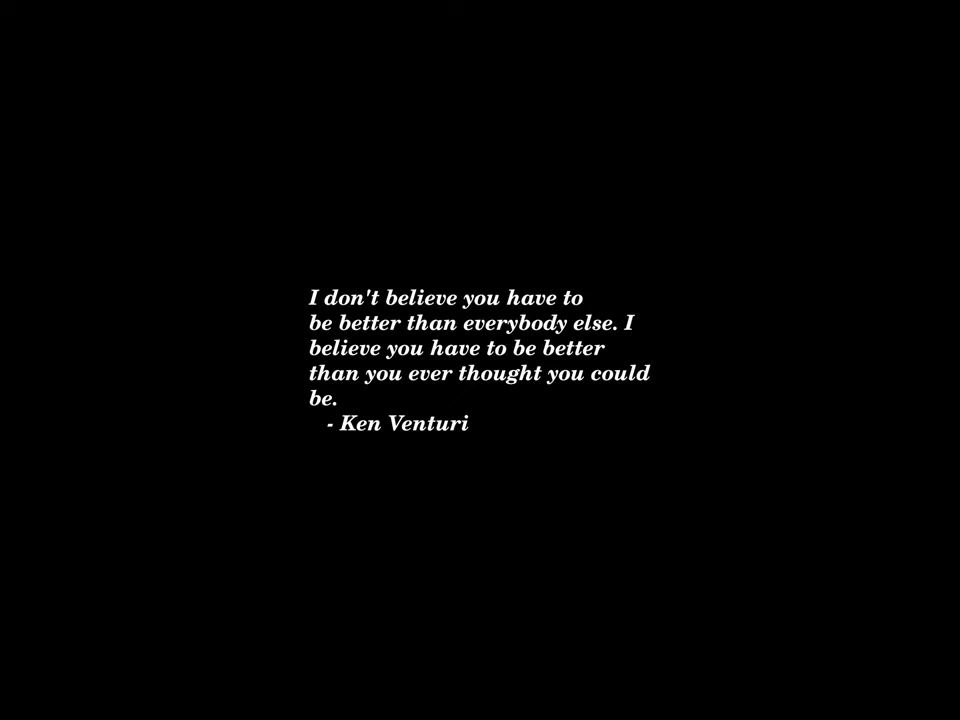 I don't believe you have to
be better than everybody else. I
believe you have to be better
than you ever thought you could
be.
- Ken Venturi